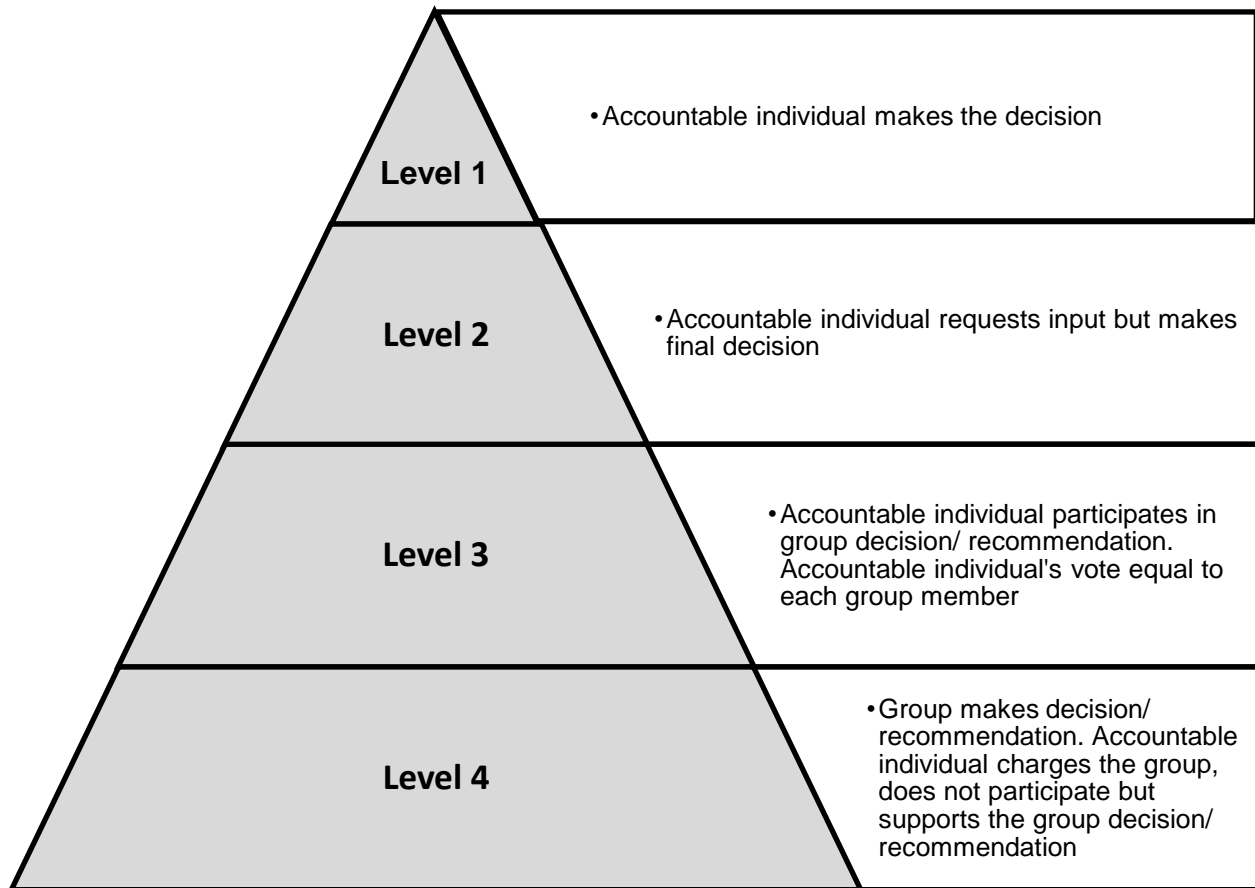 Level 1
•Accountable individual makes the decision
Level 2
•Accountable individual requests input but makes
final decision
Level 3
•Accountable individual participates in
group decision/ recommendation.
Accountable individual's vote equal to
each group member
Level 4
•Group makes decision/
recommendation. Accountable
individual charges the group,
does not participate but
supports the group decision/
recommendation